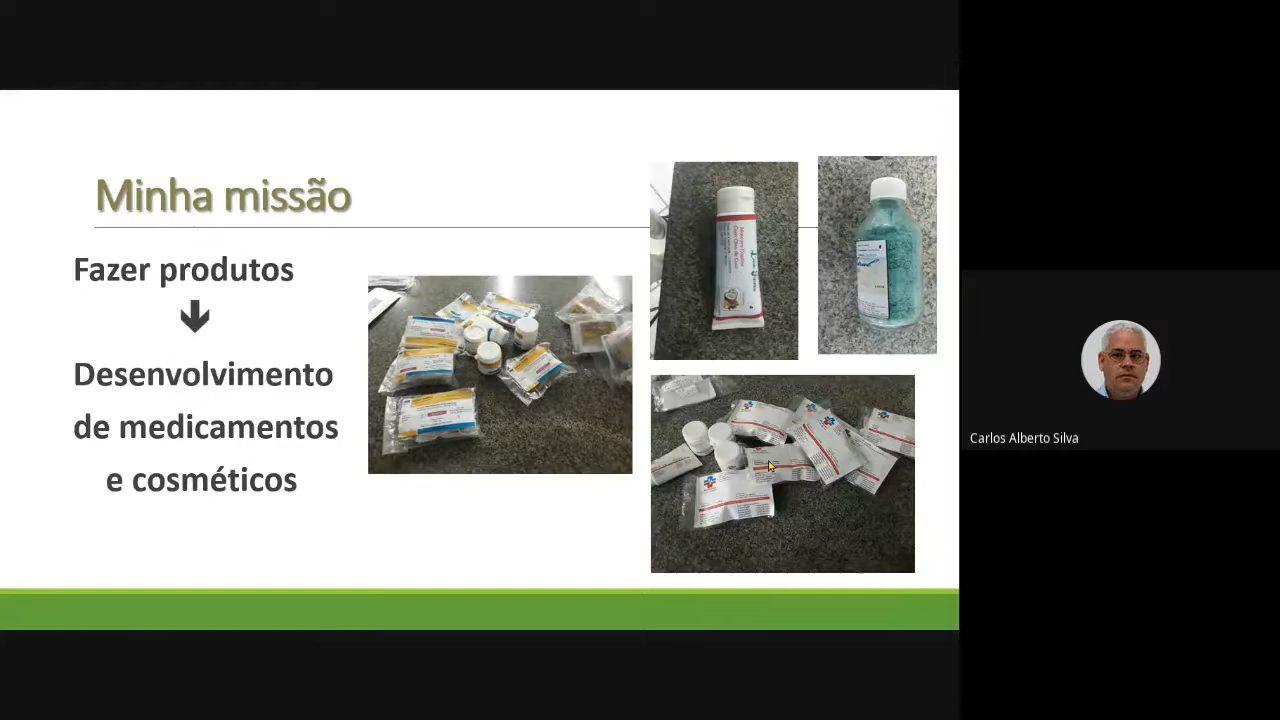 Minha missão
Fazer produtos
Desenvolvimento
de medicamentos
e cosméticos
Carlos Alberto Silva